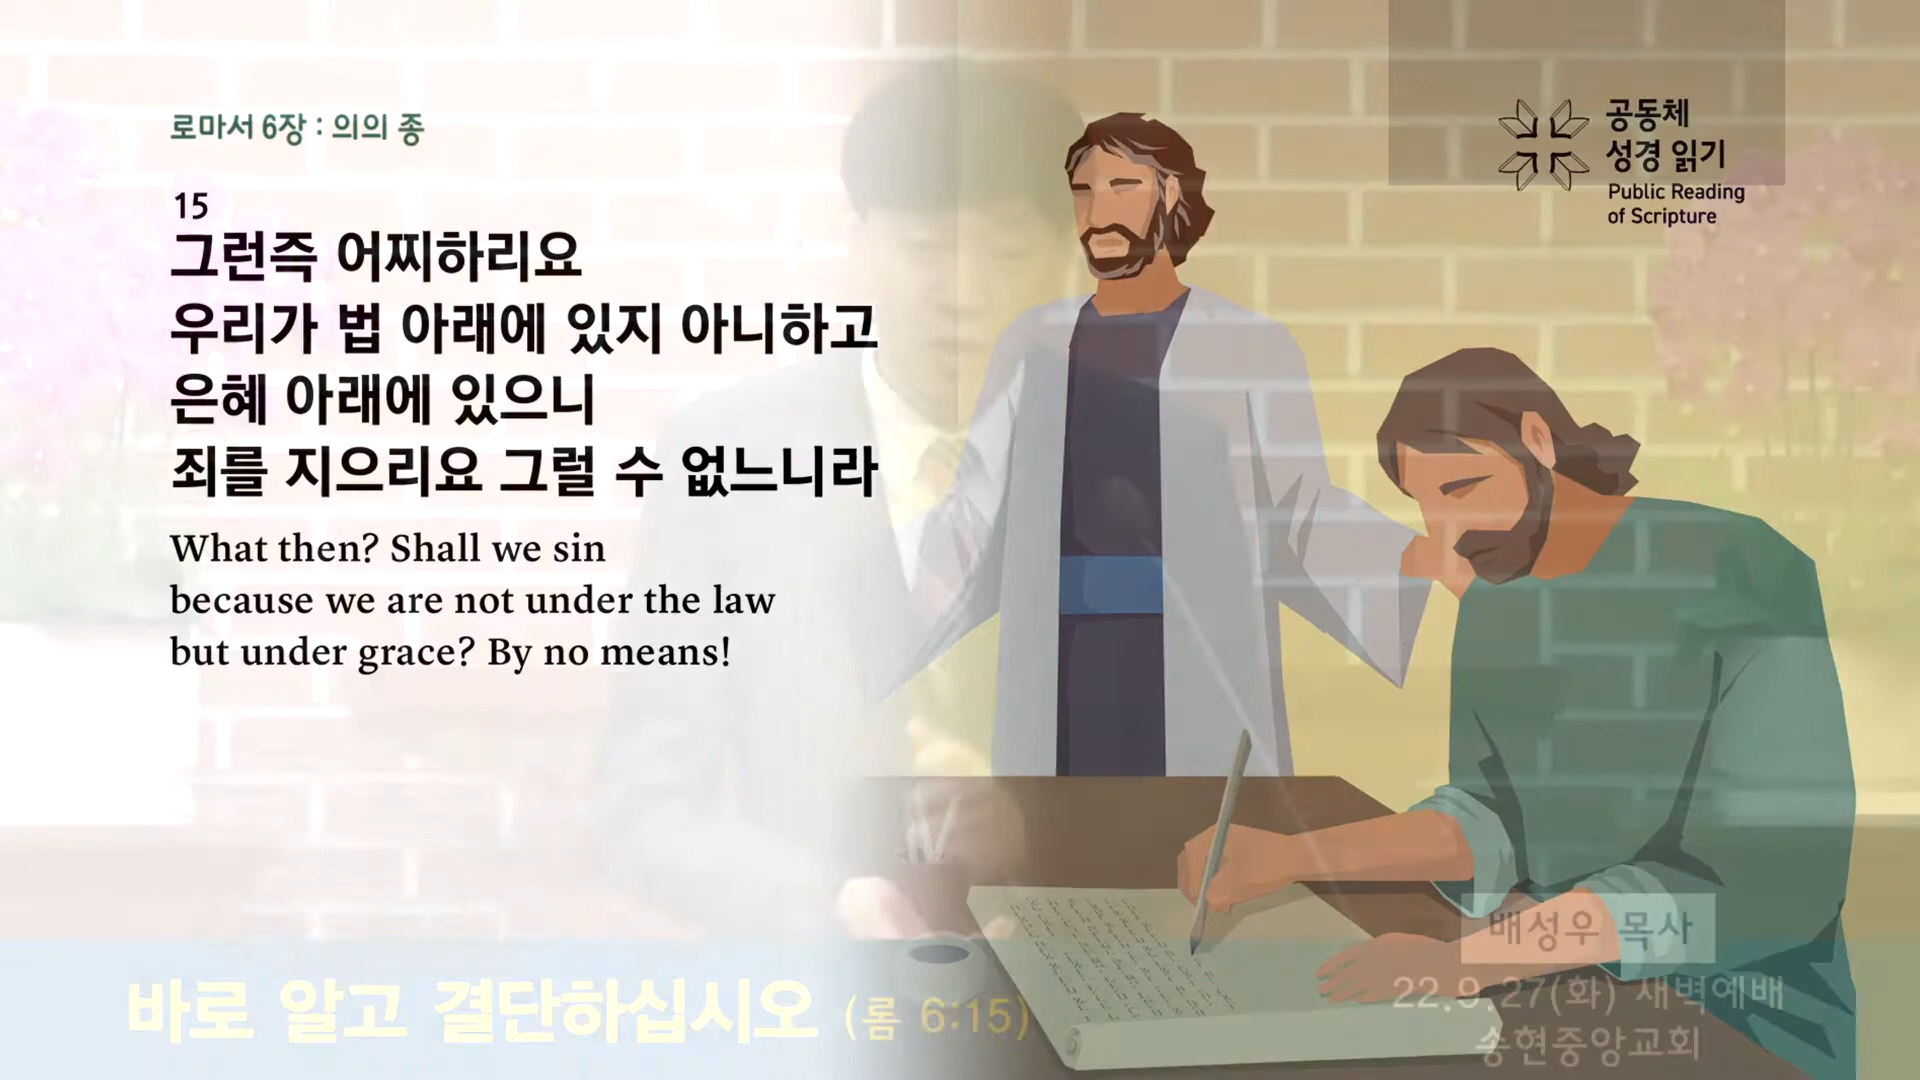 로마서 6장 : 의의 종
공동체
성경 읽기
Public Reading
of Scripture
15
그런즉 어찌하리요
우리가 법 아래에 있지 아니하고
은혜 아래에 있으니
죄를 지으리요 그럴 수 없느니라
What then? Shall we sin
because we are not under the law
but under grace? By no means!
배성우 목사
바로 알고 결단하십시오 (롬 6:15)
22.9.27(화) 새벽예배
송현중앙교회